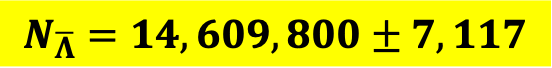 N_Λ̅ = 14,609,800 ± 7,117